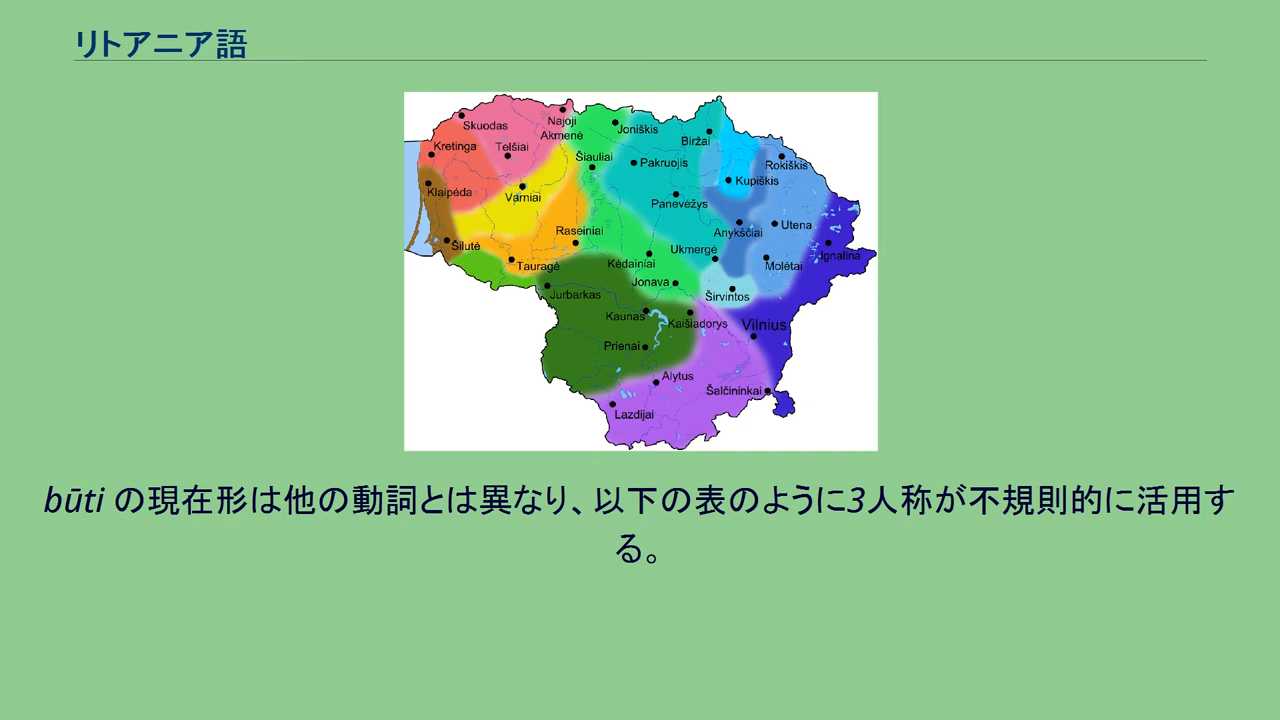 リトアニア語
Skuodas
Najoji
Akmenė
Joniškis
Biržai
Kretinga
Telšiai
Šiauliai
Pakruojis
Rokiškis
Kupiškis
Klaipėda
Varniai
Panevėžys
Raseiniai
Anykščiai
Utena
Šilutė
Ukmergė
Ignalina
Tauragė
Kėdainiai
Molėtai
Jonava
Jurbarkas
Širvintos
Kaunas
Kaišiadorys
Vilnius
Prienai
Alytus
Šalčininkai
Lazdijai
būti の現在形は他の動詞とは異なり、以下の表のように3人称が不規則的に活用す
る。